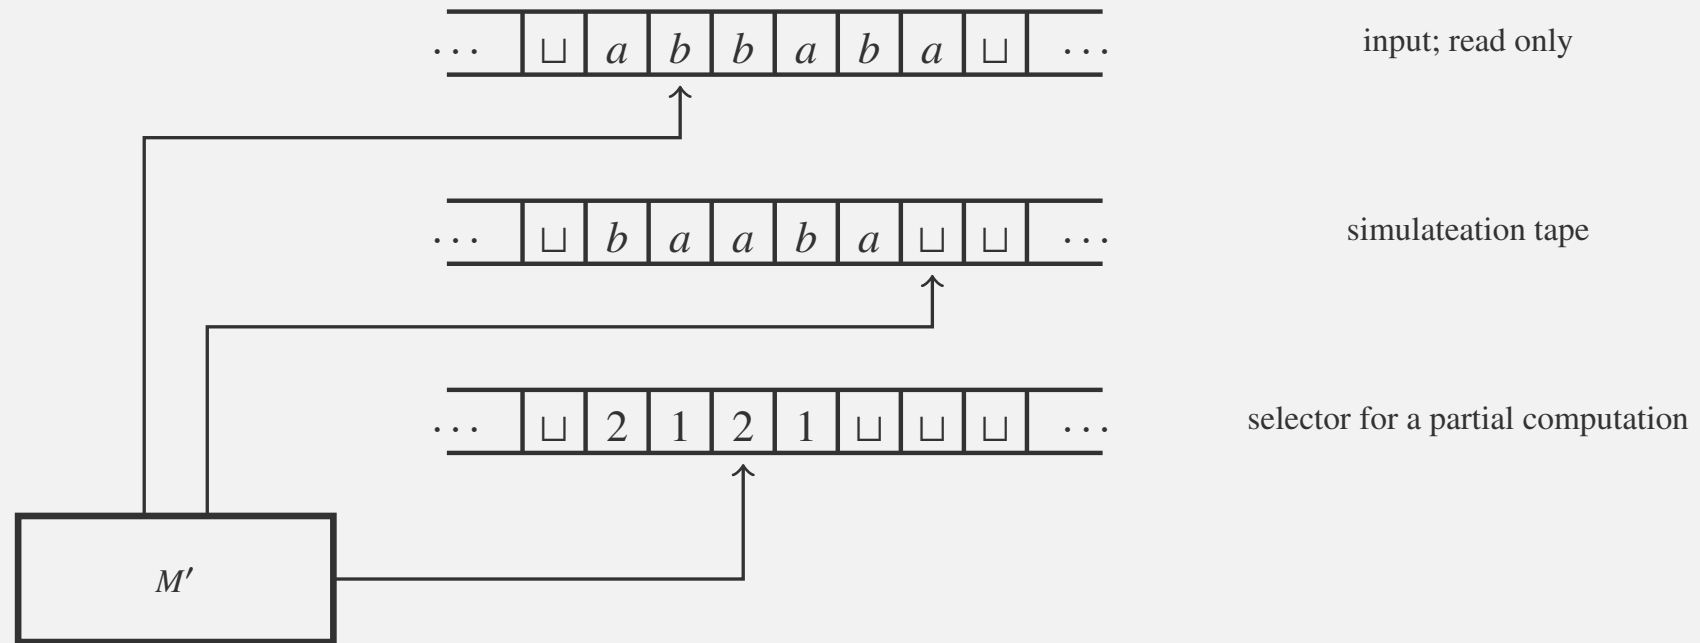 ··· ⊔ a b b a b a ⊔ ··· input; read only
··· ⊔ b a a b a ⊔ ⊔ ··· simulateation tape
··· ⊔ 2 1 2 1 ⊔ ⊔ ⊔ ··· selector for a partial computation
M′